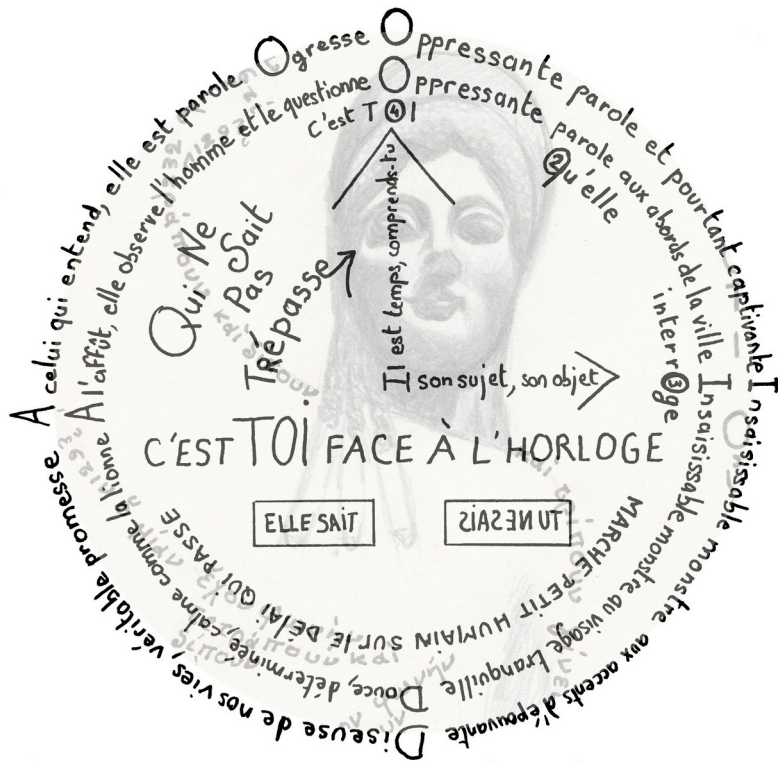 Oppressante parole et pourtant captivante
Insaisissable monstre aux accents d'épouvante
Diseuse de nos vies, véritable promesse
A celui qui entend, elle est parole Ogresse
Oppressante parole aux abords de la ville
Insaisissable monstre au visage tranquille
Douce, déterminée, calme comme la lionne
A l'affût, elle observe l'homme et le questionne
C'est T④I
②u'elle
interr③ge
Qui Ne
Sait
Pas
Trépasse
Il est temps, comprends-tu
I son sujet, son objet
C'EST TOI FACE À L'HORLOGE
ELLE SAIT
TU NE SAIS
MARCHE PETIT HUMAIN SUR LE DÉLAI QUI PASSE